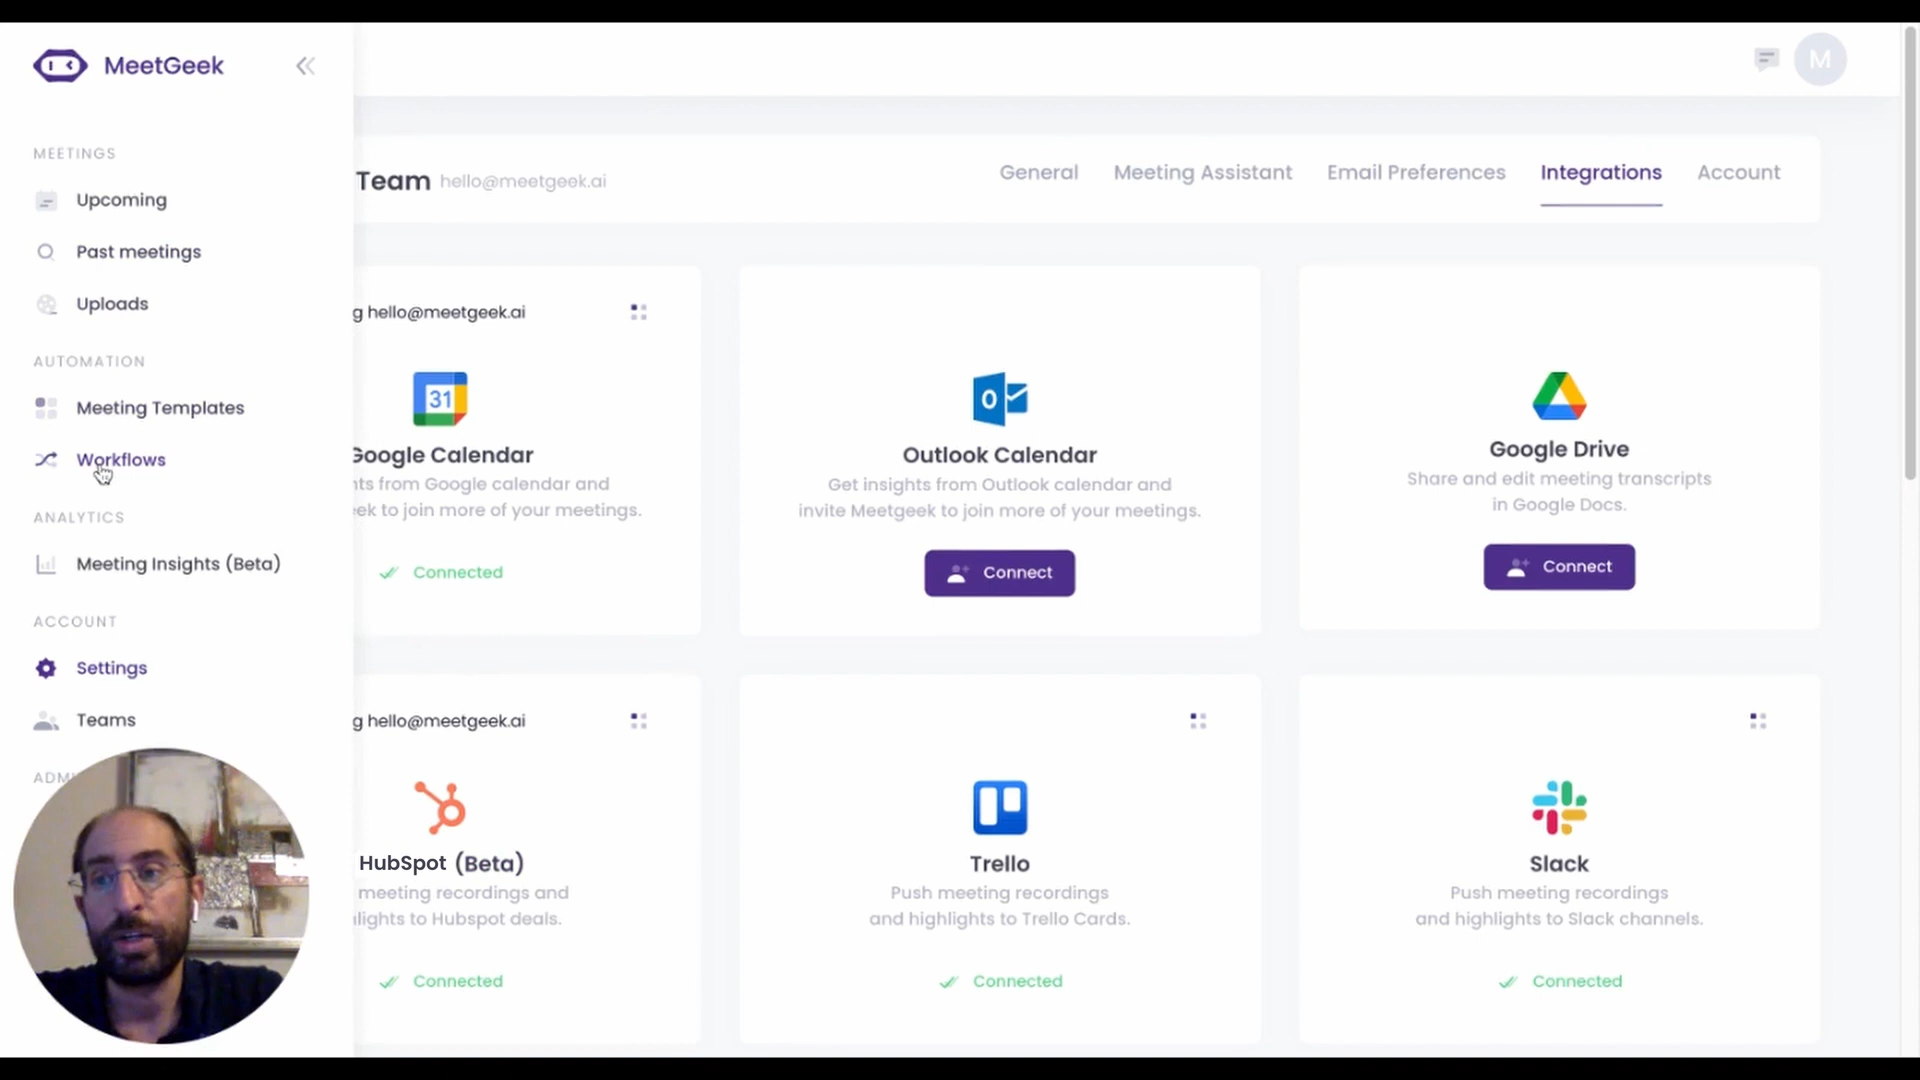 MeetGeek
M
MEETINGS
Upcoming
Past meetings
Uploads
AUTOMATION
Meeting Templates
Workflows
ANALYTICS
Meeting Insights (Beta)
ACCOUNT
Settings
Teams
Team hello@meetgeek.ai
General
Meeting Assistant
Email Preferences
Integrations
Account
g hello@meetgeek.ai
31
Google Calendar
nts from Google calendar and
ek to join more of your meetings.
Connected
Outlook Calendar
Get insights from Outlook calendar and
invite Meetgeek to join more of your meetings.
Connect
Google Drive
Share and edit meeting transcripts
in Google Docs.
Connect
g hello@meetgeek.ai
HubSpot (Beta)
meeting recordings and
lights to Hubspot deals.
Connected
Trello
Push meeting recordings
and highlights to Trello Cards.
Connected
Slack
Push meeting recordings
and highlights to Slack channels.
Connected